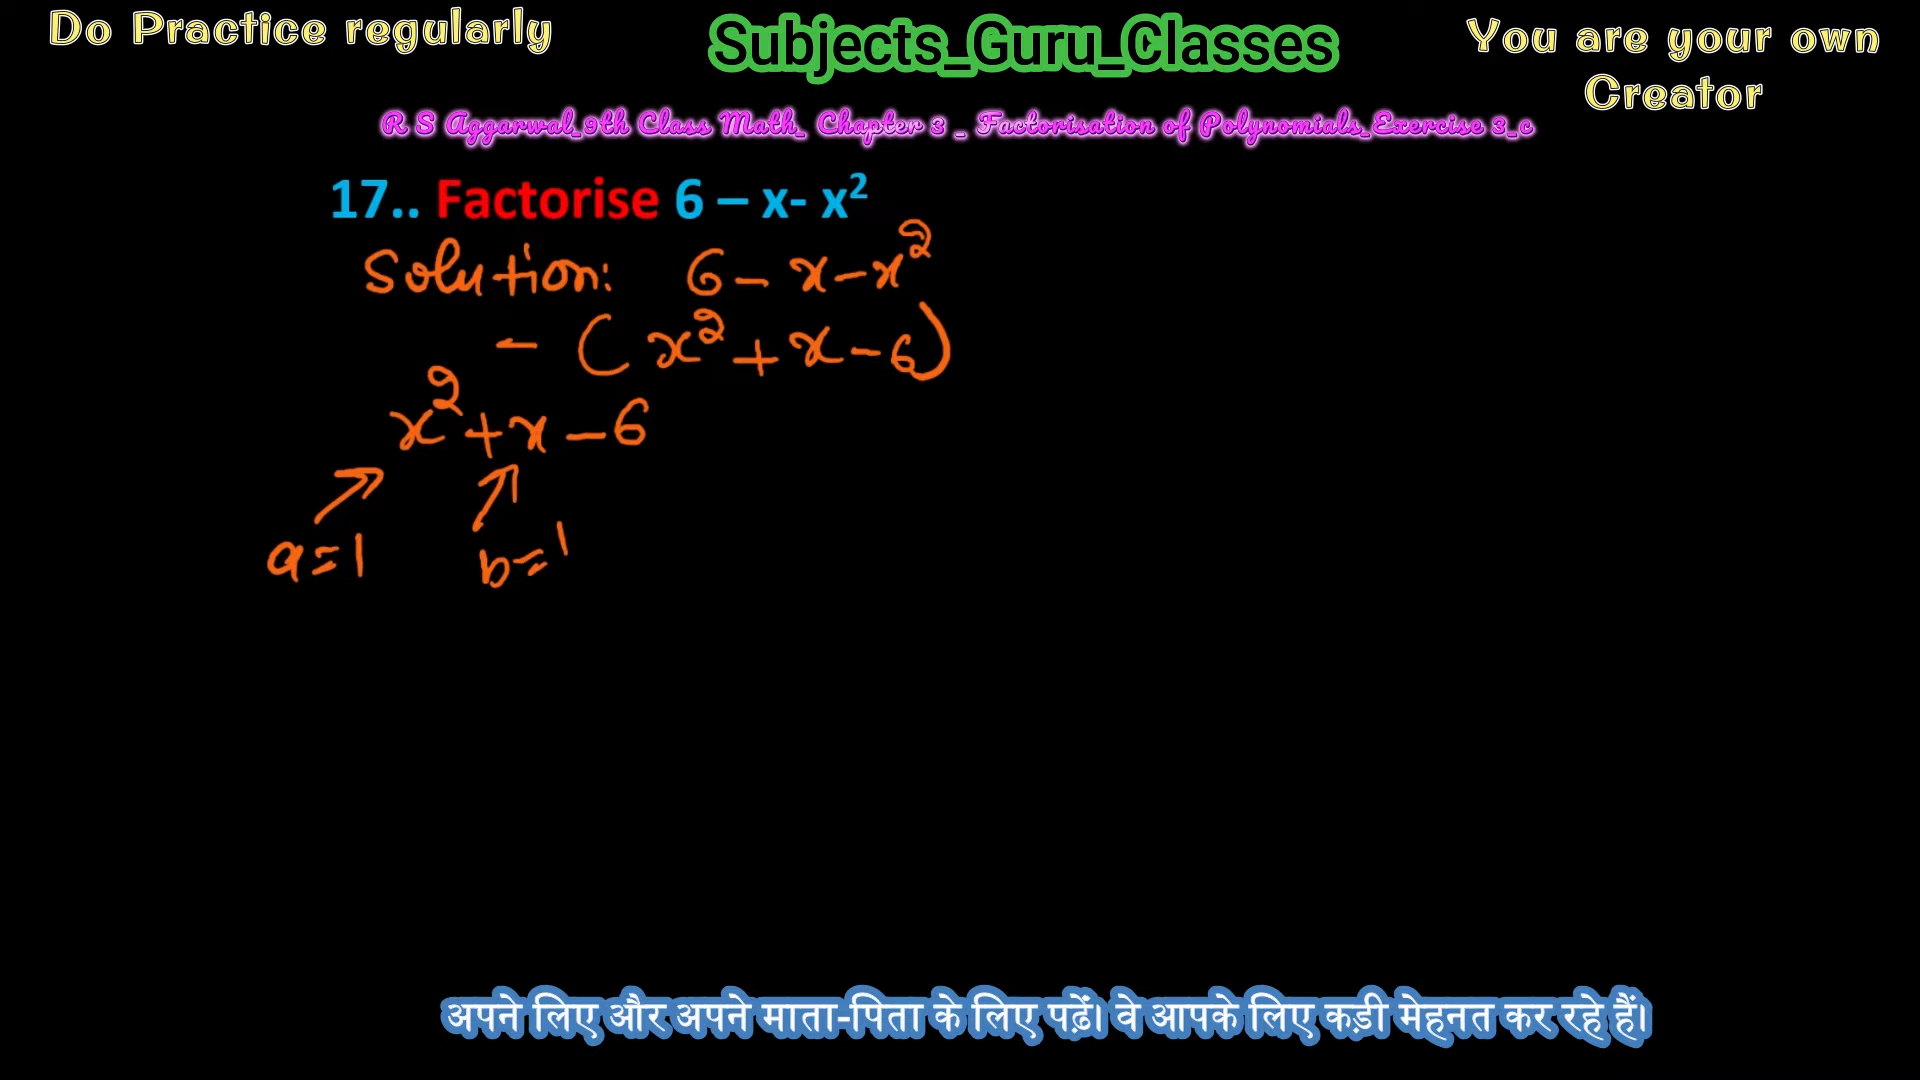 Do Practice regularly
Subjects_Guru_Classes
You are your own
Creator
R S Aggarwal_9th Class Math_ Chapter 3 _ Factorisation of Polynomials_Exercise 3_c
17.. Factorise 6 – x- x²
Solution: 6 - x - x²
- (x² + x - 6)
x² + x - 6
a=1 b=1
अपने लिए और अपने माता-पिता के लिए पढ़ें। वे आपके लिए कड़ी मेहनत कर रहे हैं।